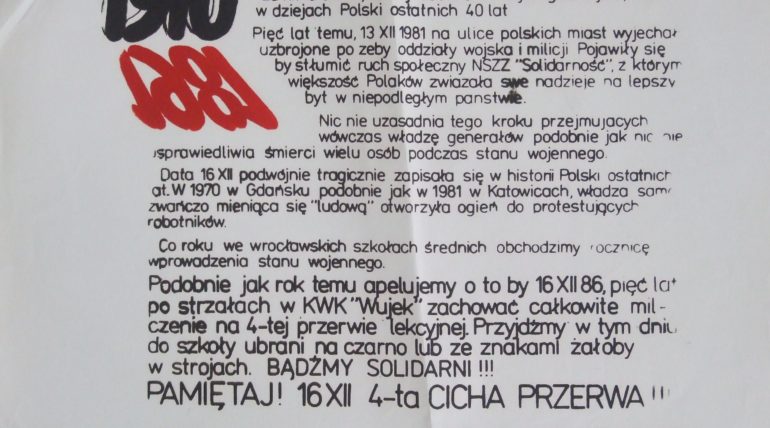 1970
1981
w dziejach Polski ostatnich 40 lat
Pięć lat temu, 13 XII 1981 na ulice polskich miast wyjechały
uzbrojone po zęby oddziały wojska i milicji Pojawiły się
by stłumić ruch społeczny NSZZ "Solidarność", z którym
większość Polaków związała swe nadzieje na lepszy
byt w niepodległym panstwie.
Nic nie uzasadnia tego kroku przejmujących
wówczas władzę generałów podobnie jak nic nie
usprawiedliwia śmierci wielu osób podczas stanu wojennego.
Data 16 XII podwójnie tragicznie zapisała się w historii Polski ostatnich
lat. W 1970 w Gdańsku podobnie jak w 1981 w Katowicach, władza samo
zwańczo mieniąca się "ludową" otworzyła ogień do protestujących
robotników.
Co roku we wrocławskich szkołach średnich obchodzimy rocznicę
wprowadzenia stanu wojennego.
Podobnie jak rok temu apelujemy o to by 16 XII 86, pięć lat
po strzałach w KWK "Wujek" zachować całkowite mil-
czenie na 4-tej przerwie lekcyjnej. Przyjdźmy w tym dniu
do szkoły ubrani na czarno lub ze znakami żałoby
w strojach. BĄDŹMY SOLIDARNI !!!
PAMIĘTAJ! 16 XII 4-ta CICHA PRZERWA !!!